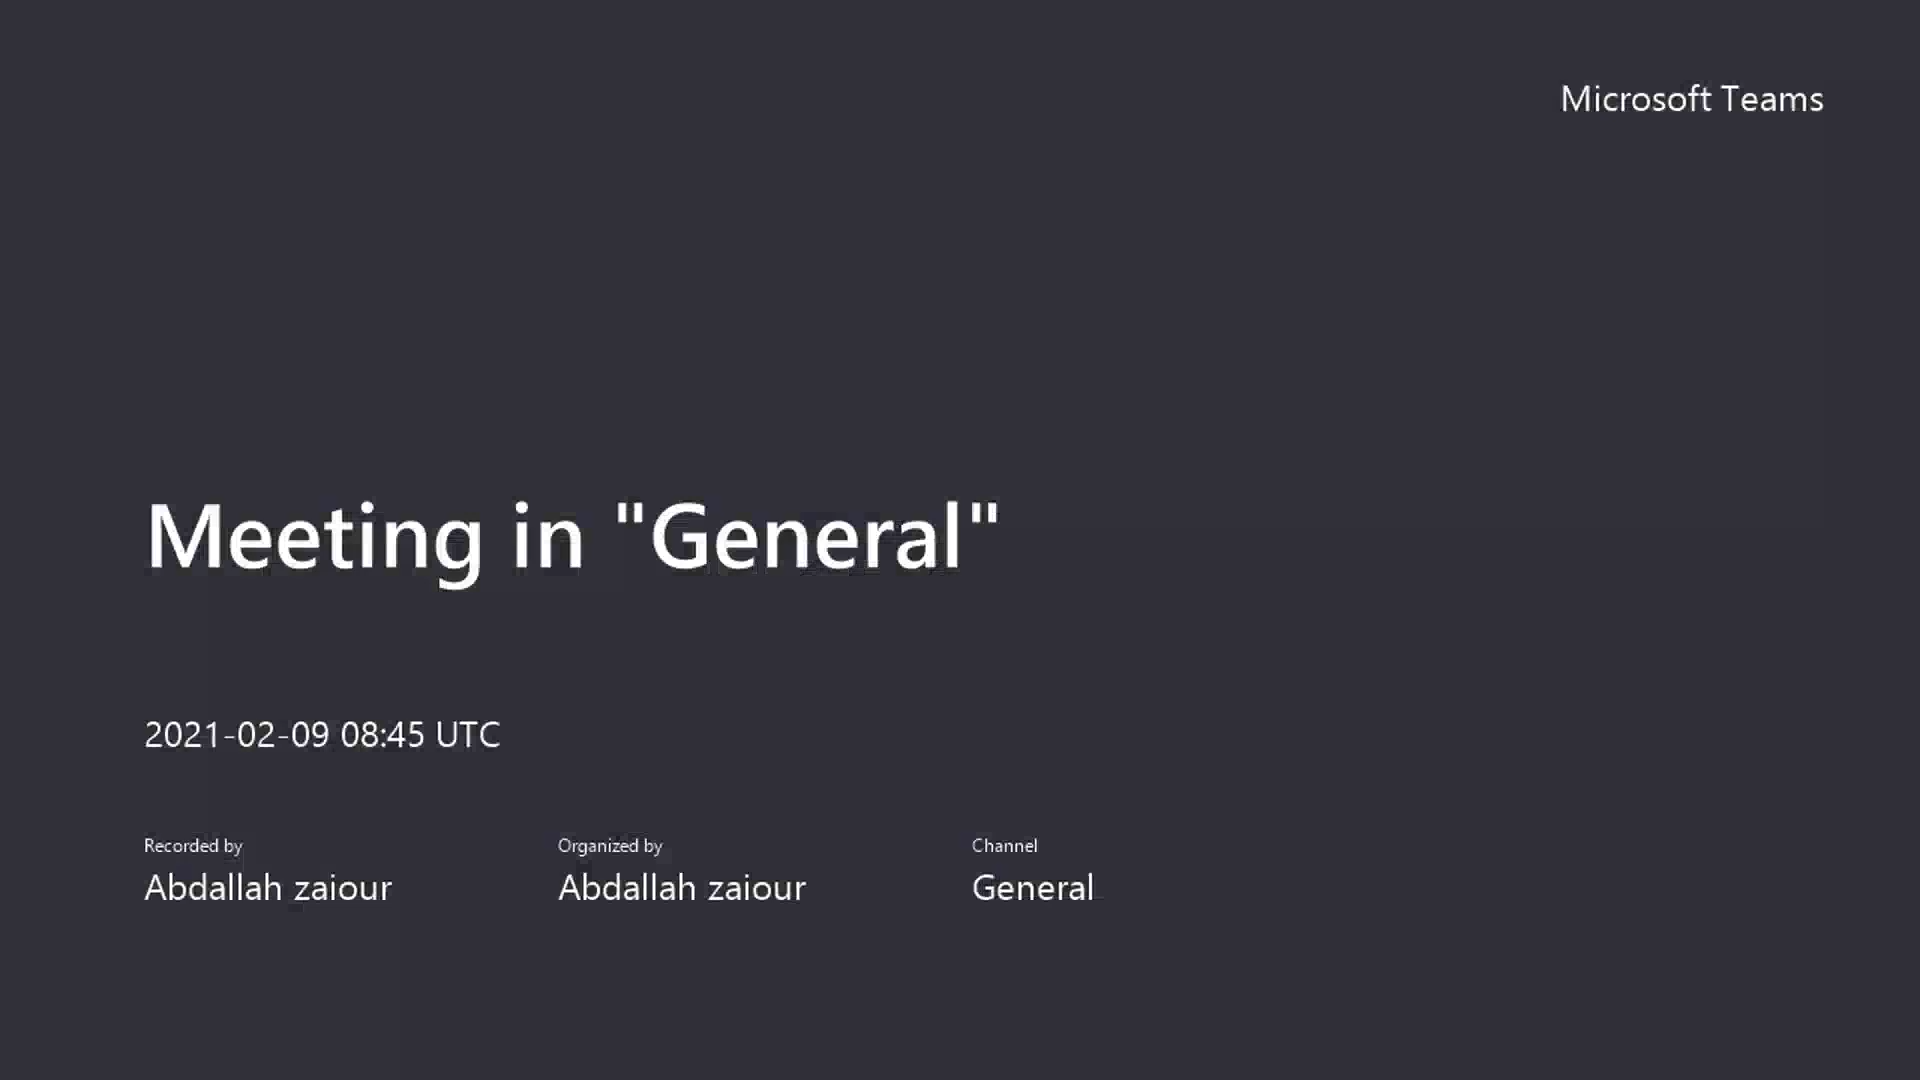 Microsoft Teams
Meeting in "General"
2021-02-09 08:45 UTC
Recorded by
Abdallah zaiour
Organized by
Abdallah zaiour
Channel
General